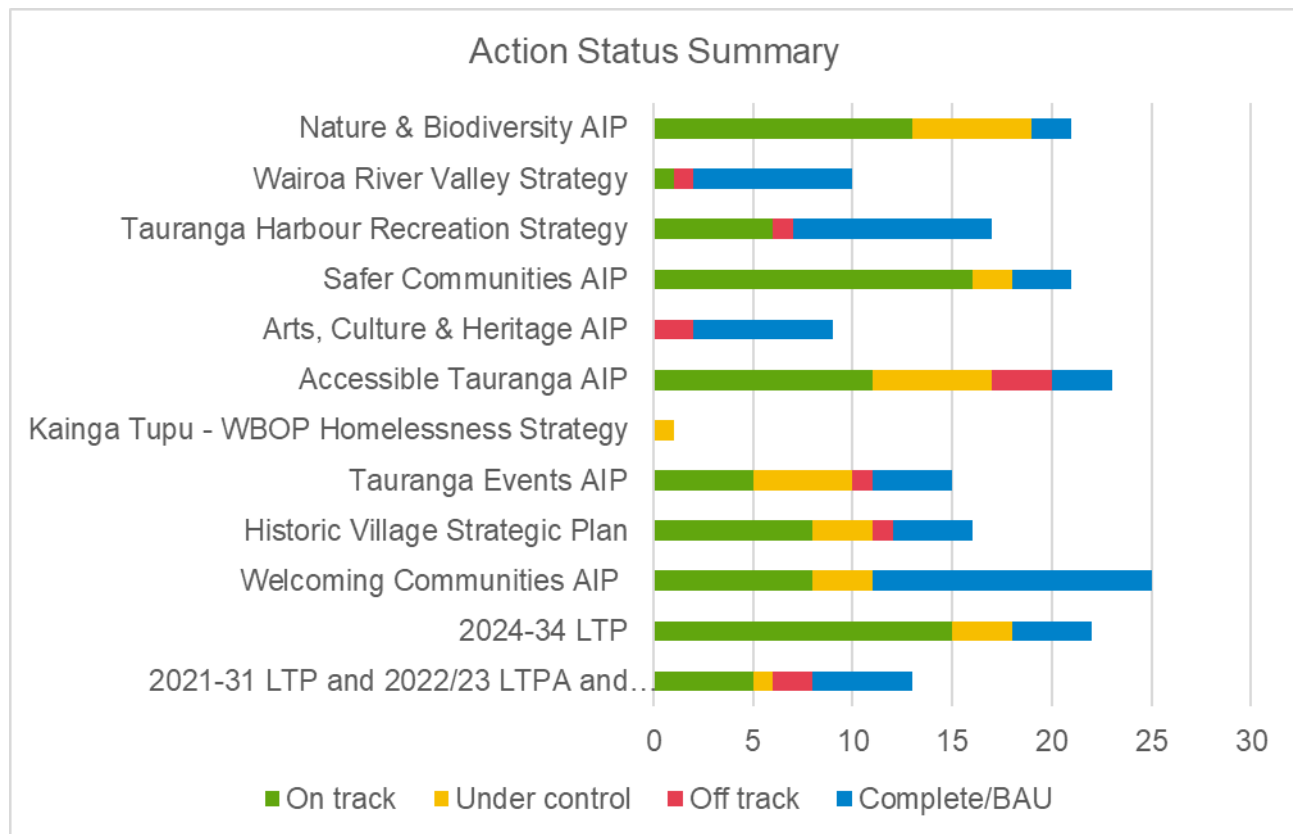 Action Status Summary
Nature & Biodiversity AIP
Wairoa River Valley Strategy
Tauranga Harbour Recreation Strategy
Safer Communities AIP
Arts, Culture & Heritage AIP
Accessible Tauranga AIP
Kainga Tupu - WBOP Homelessness Strategy
Tauranga Events AIP
Historic Village Strategic Plan
Welcoming Communities AIP
2024-34 LTP
2021-31 LTP and 2022/23 LTPA and…
0 5 10 15 20 25 30
On track Under control Off track Complete/BAU